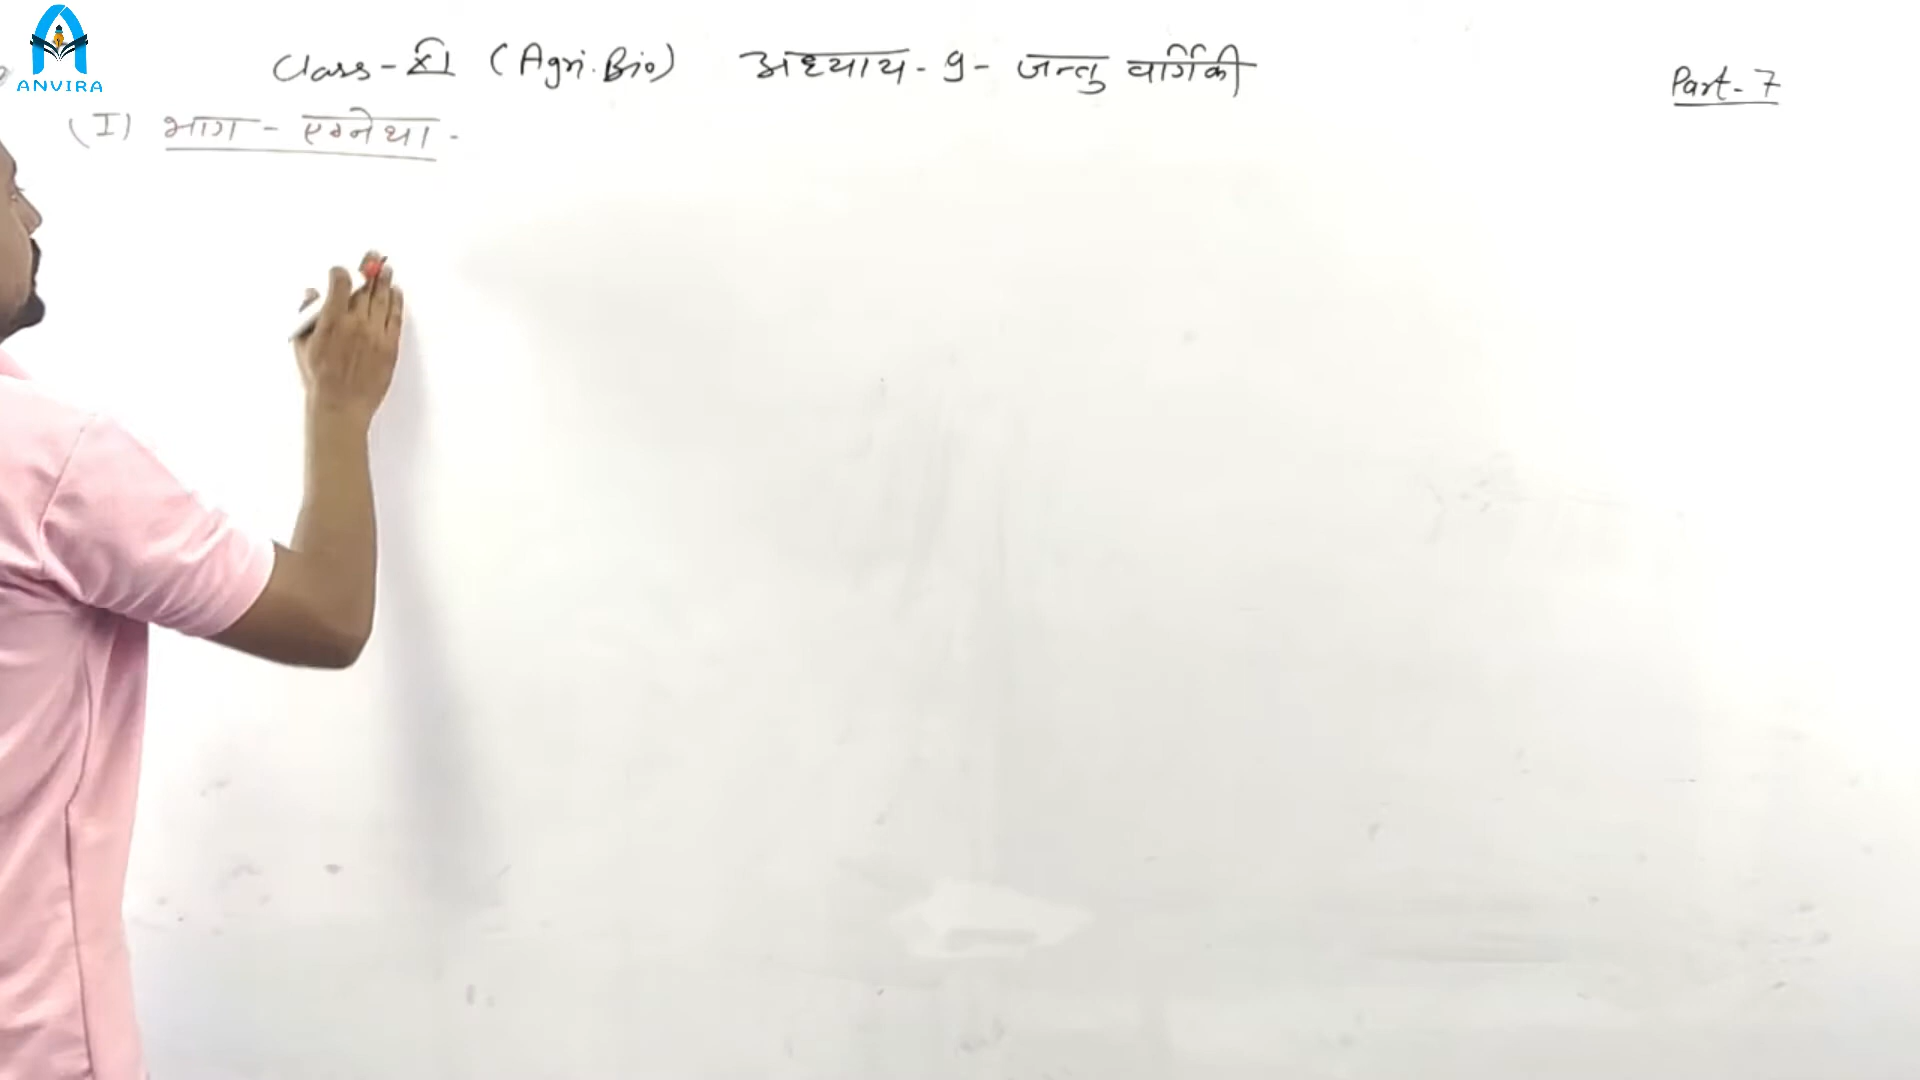 ANVIRA
Class-XI (Agri.Bio) अध्याय-9- जन्तु वर्गिकी
Part-7
(I) भाग - एग्नेथा -